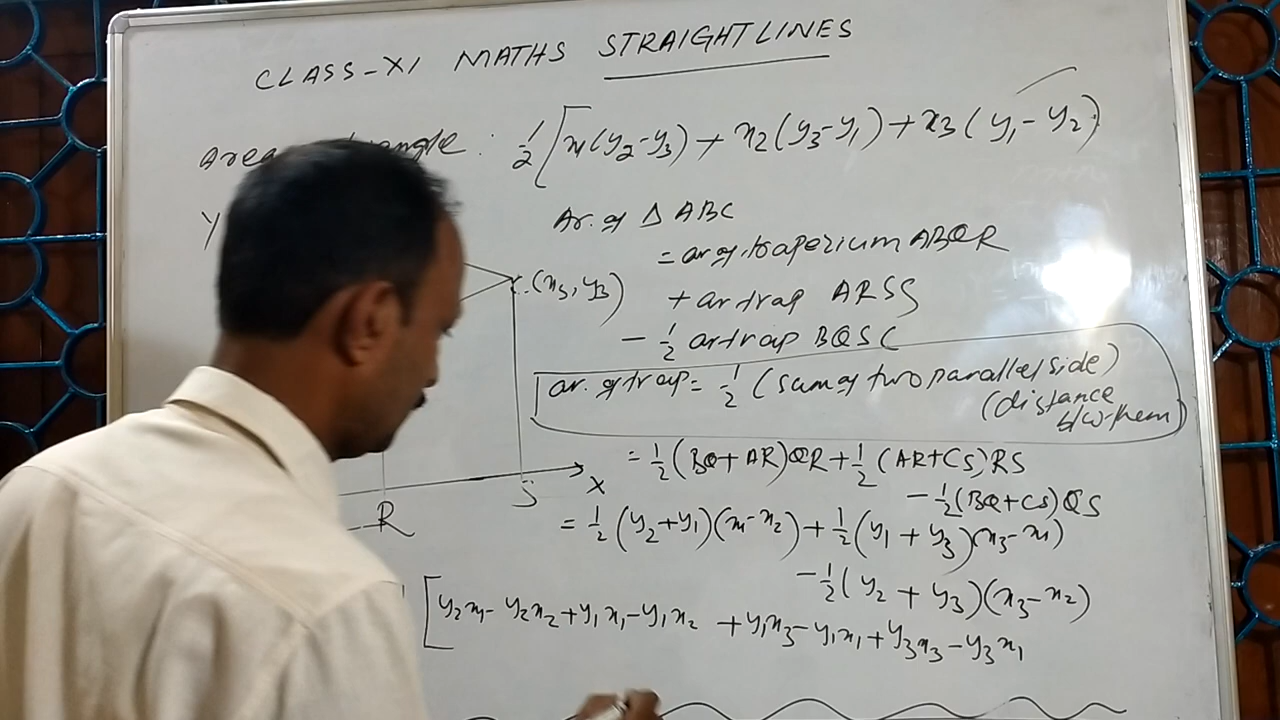 CLASS-XI MATHS STRAIGHTLINES
Area : 1/2 [x1(y2-y3) + x2(y3-y1) + x3(y1-y2)
Y
Ar. of Δ ABC
= ar of traperium ABQR
+ ar trap ARSS
- 1/2 ar trap BQSC
C (x3, y3)
ar. of trap = 1/2 (sum of two parallel side)
(distance
b/w them)
= 1/2 (BQ + AR)QR + 1/2 (AR+CS)RS
- 1/2 (BQ+CS)QS
S X
R
= 1/2 (y2+y1)(x1-x2) + 1/2 (y1 + y3)(x3-x1)
- 1/2 (y2 + y3)(x3-x2)
[y2x1 - y2x2 + y1x1 - y1x2 + y1x3 - y1x1 + y3x3 - y3x1